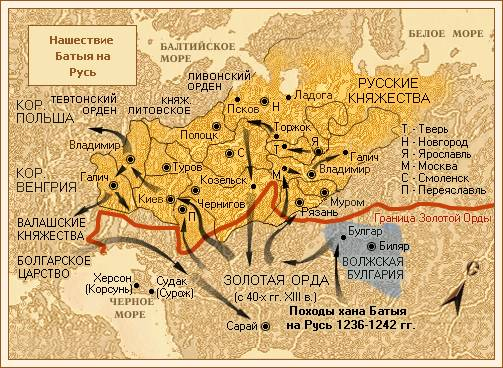 Нашествие
Батыя на
Русь
БАЛТИЙСКОЕ
МОРЕ
БЕЛОЕ МОРЕ
ЛИВОНСКИЙ
ОРДЕН
ТЕВТОНСКИЙ
ОРДЕН
КНЯЖ.
ЛИТОВСКОЕ
РУССКИЕ
КНЯЖЕСТВА
КОР.
ПОЛЬША
Псков
Н
Ладога
Торжок
Полоцк
Т
Я
Галич
Владимир
С
М
Владимир
Туров
Козельск
Муром
Рязань
КОР.
ВЕНГРИЯ
Галич
Киев
Чернигов
П
Т - Тверь
Н - Новгород
Я - Ярославль
М - Москва
С - Смоленск
П - Переяславль
Граница Золотой Орды
ВАЛАШСКИЕ
КНЯЖЕСТВА
БОЛГАРСКОЕ
ЦАРСТВО
Булгар
Биляр
ВОЛЖСКАЯ
БУЛГАРИЯ
Херсон
(Корсунь)
Судак
(Сурож)
ЧЕРНОЕ
МОРЕ
ЗОЛОТАЯ ОРДА
(с 40-х гг. XIII в.)
Сарай
Походы хана Батыя
на Русь 1236-1242 гг.